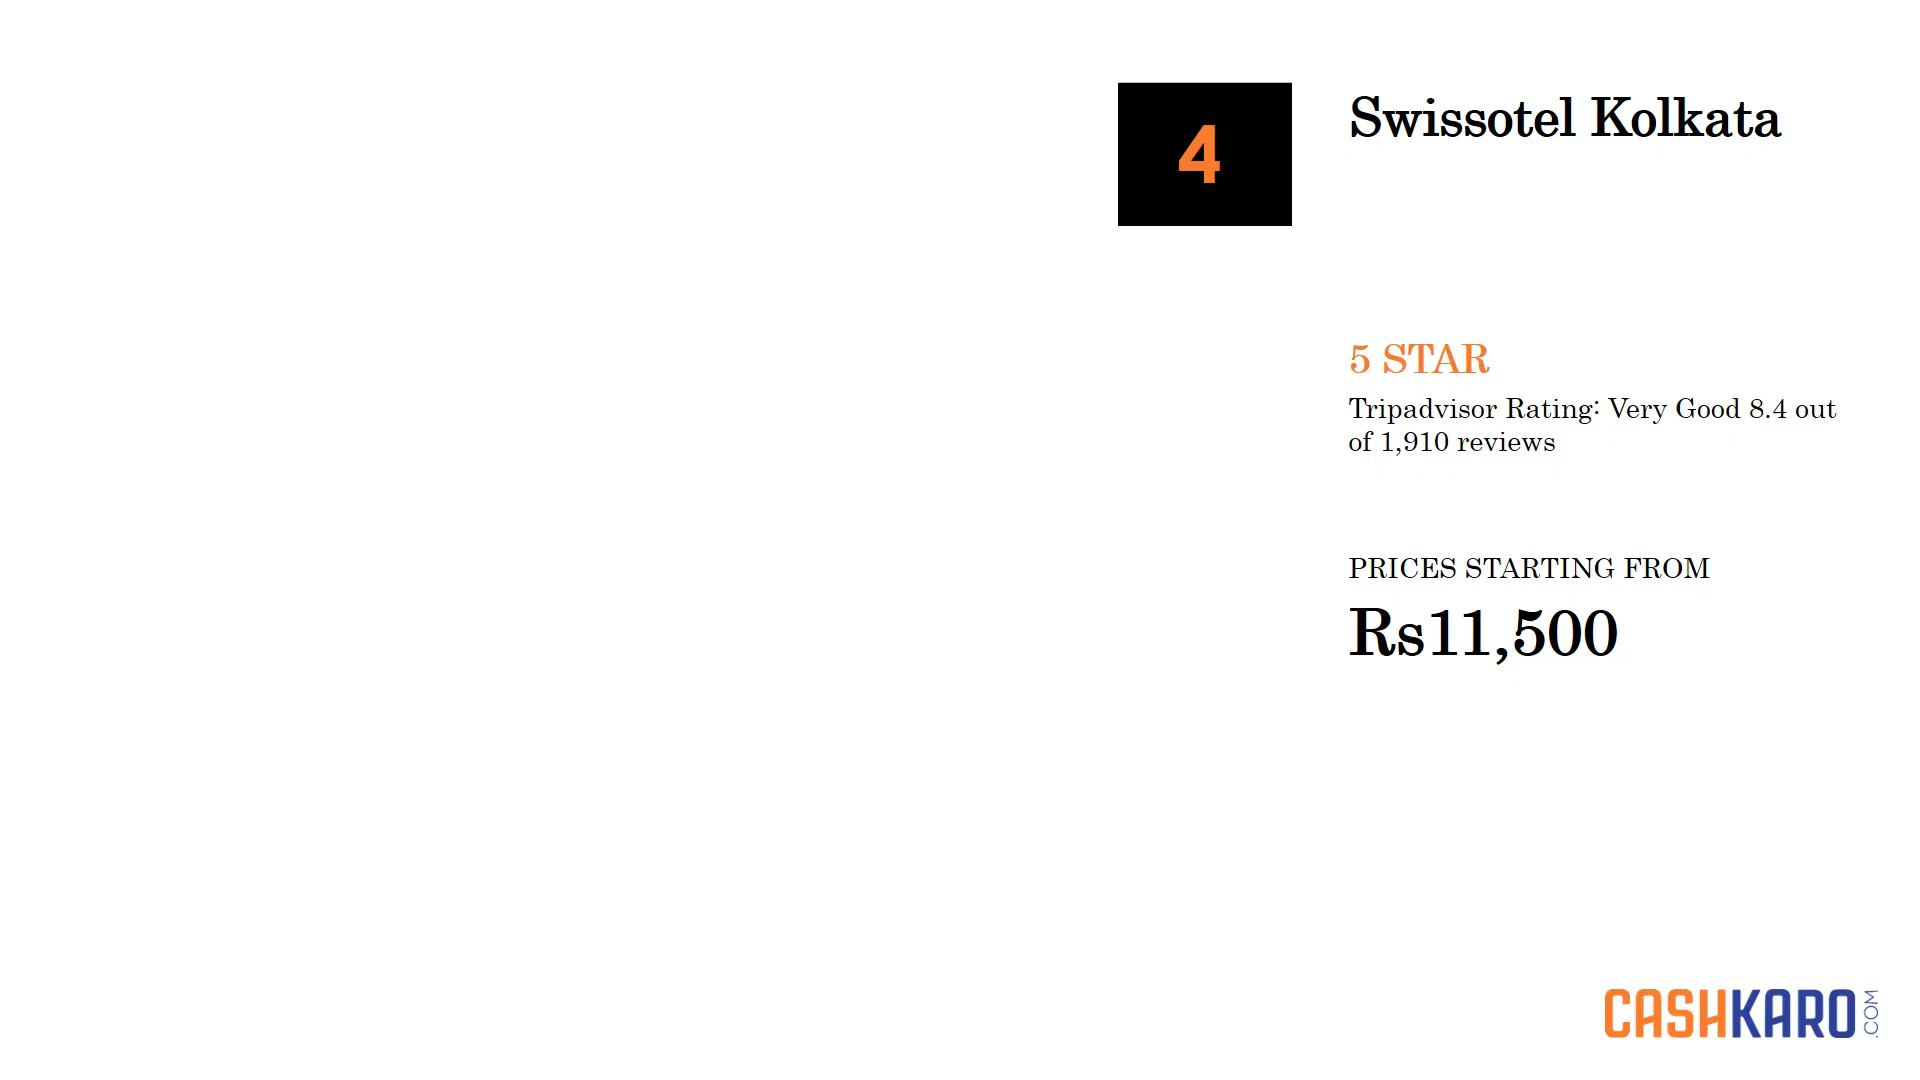 4
Swissotel Kolkata
5 STAR
Tripadvisor Rating: Very Good 8.4 out
of 1,910 reviews
PRICES STARTING FROM
Rs11,500
CASHKARO.COM